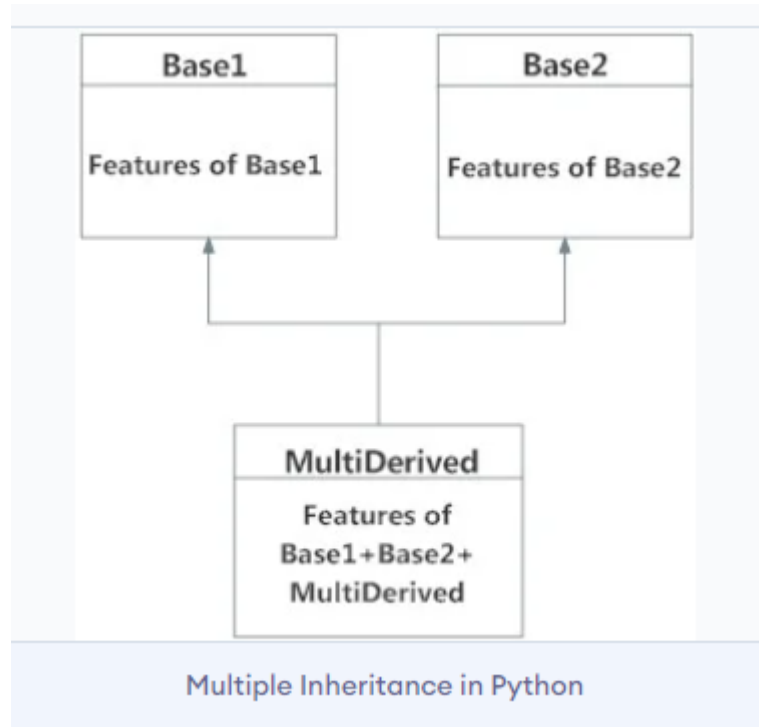 Base1
Base2
Features of Base1
Features of Base2
MultiDerived
Features of
Base1+Base2+
MultiDerived
Multiple Inheritance in Python